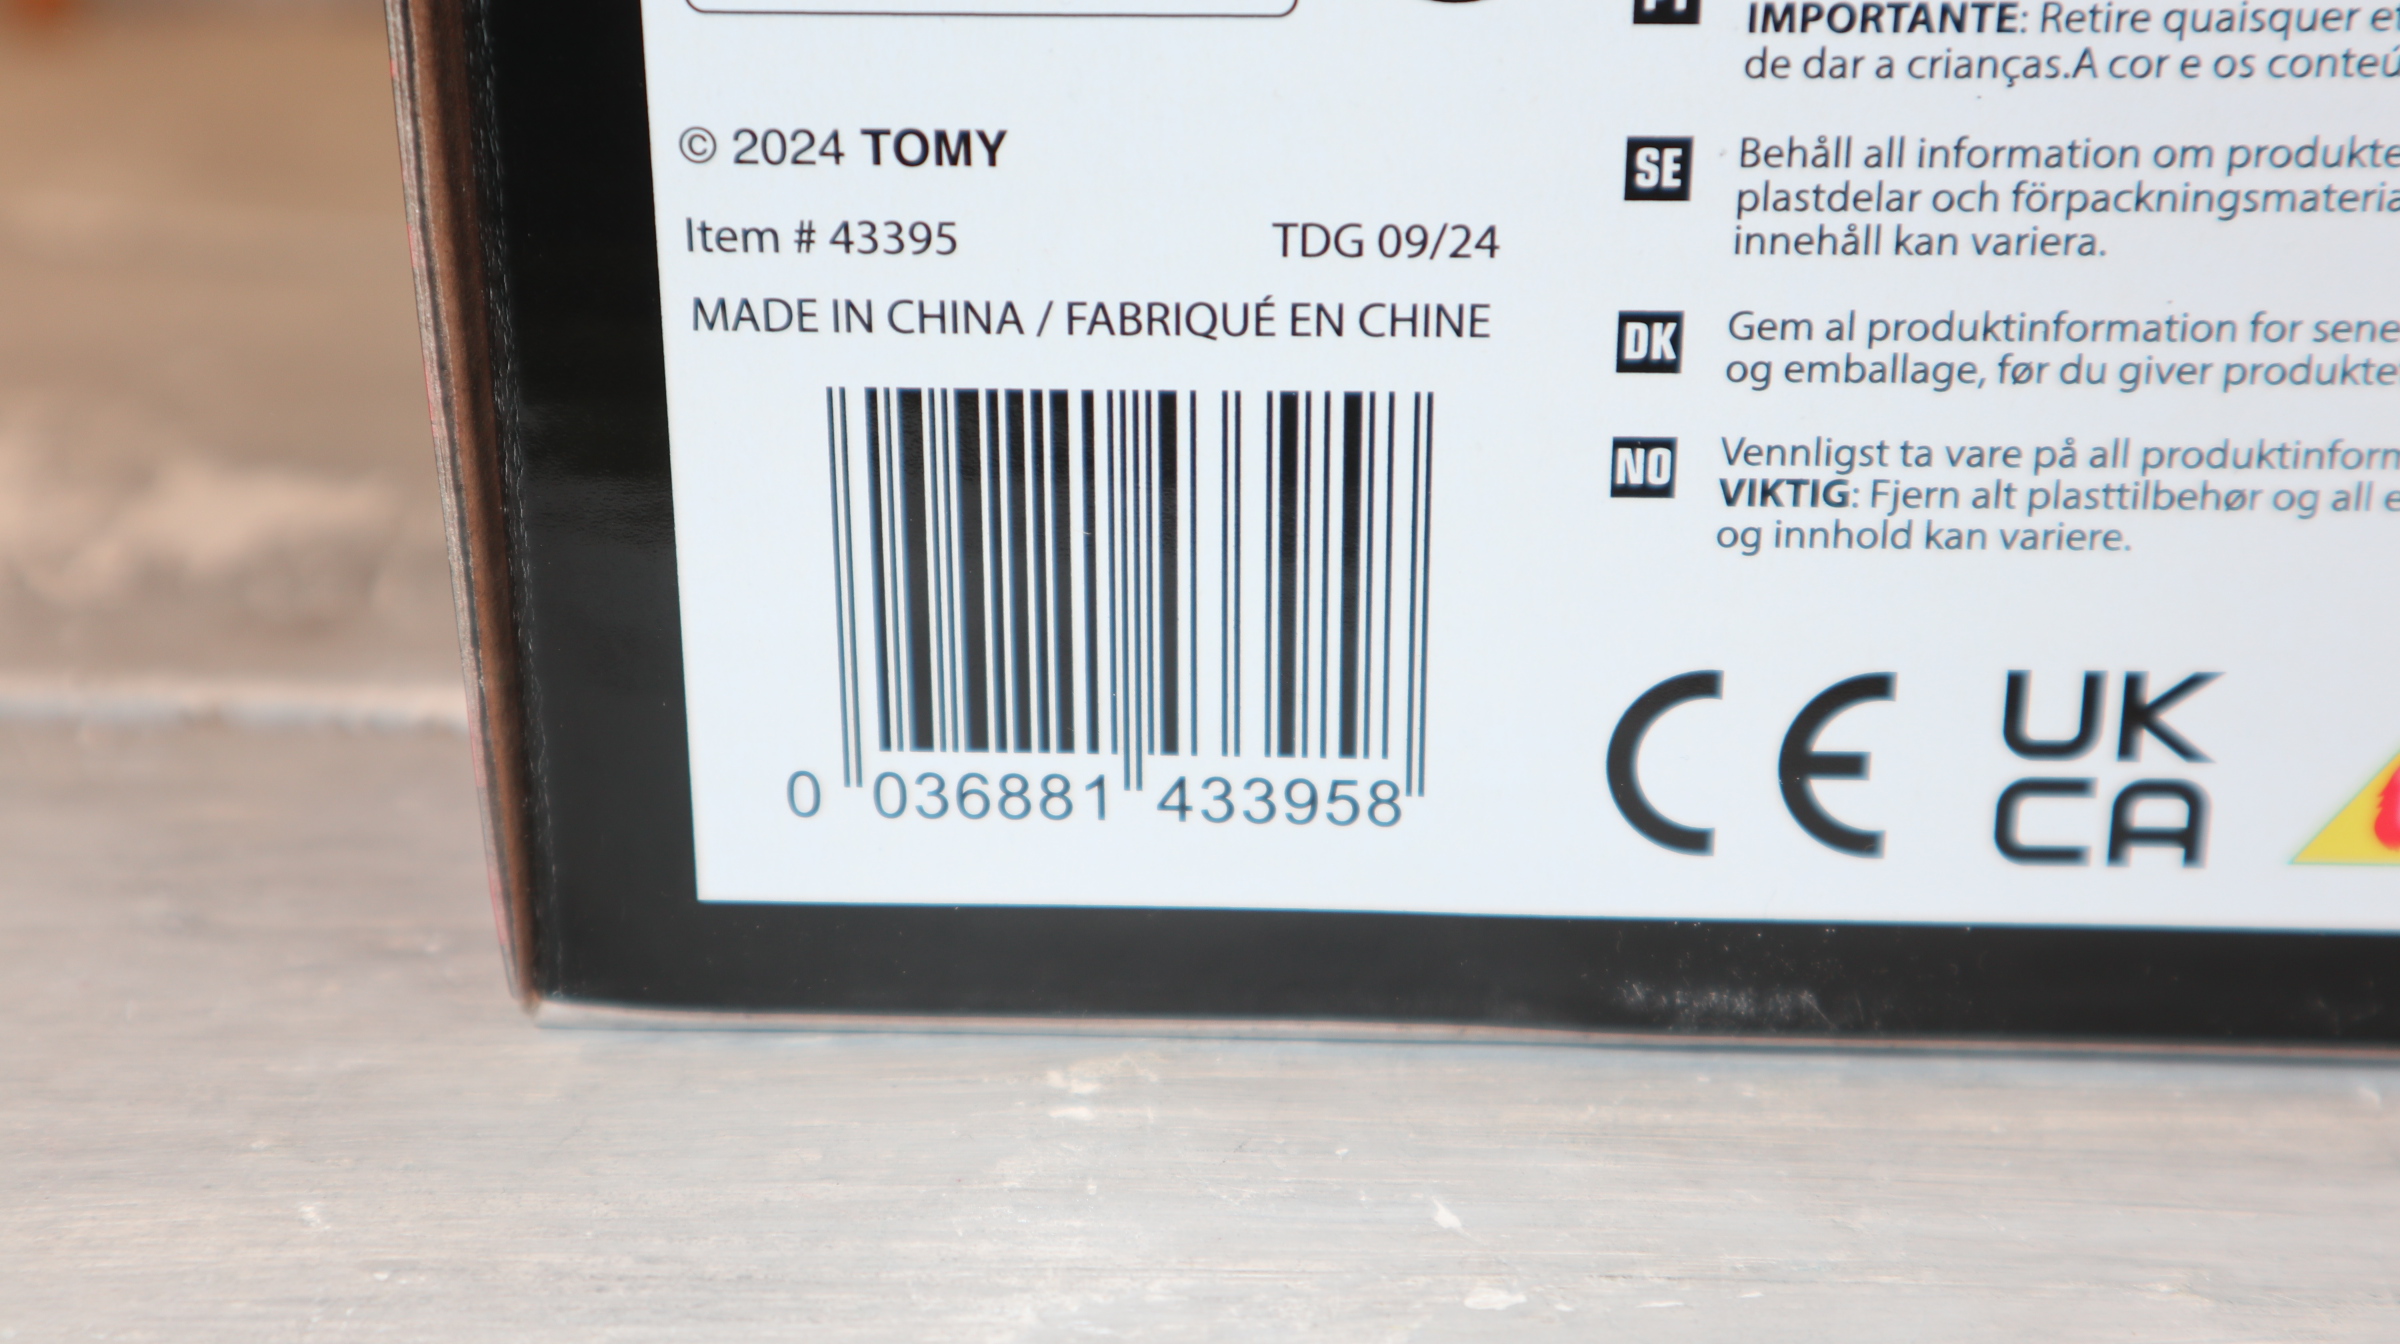 © 2024 TOMY
Item # 43395 TDG 09/24
MADE IN CHINA / FABRIQUÉ EN CHINE
0 036881 433958
IMPORTANTE: Retire quaisquer
de dar a crianças.A cor e os
SE Behåll all information om
plastdelar och
innehåll kan variera.
DK Gem al produktinformation for
og emballage, før du giver
NO Vennligst ta vare på all
VIKTIG: Fjern alt plasttilbehør og all
og innhold kan variere.
CE
UK
CA